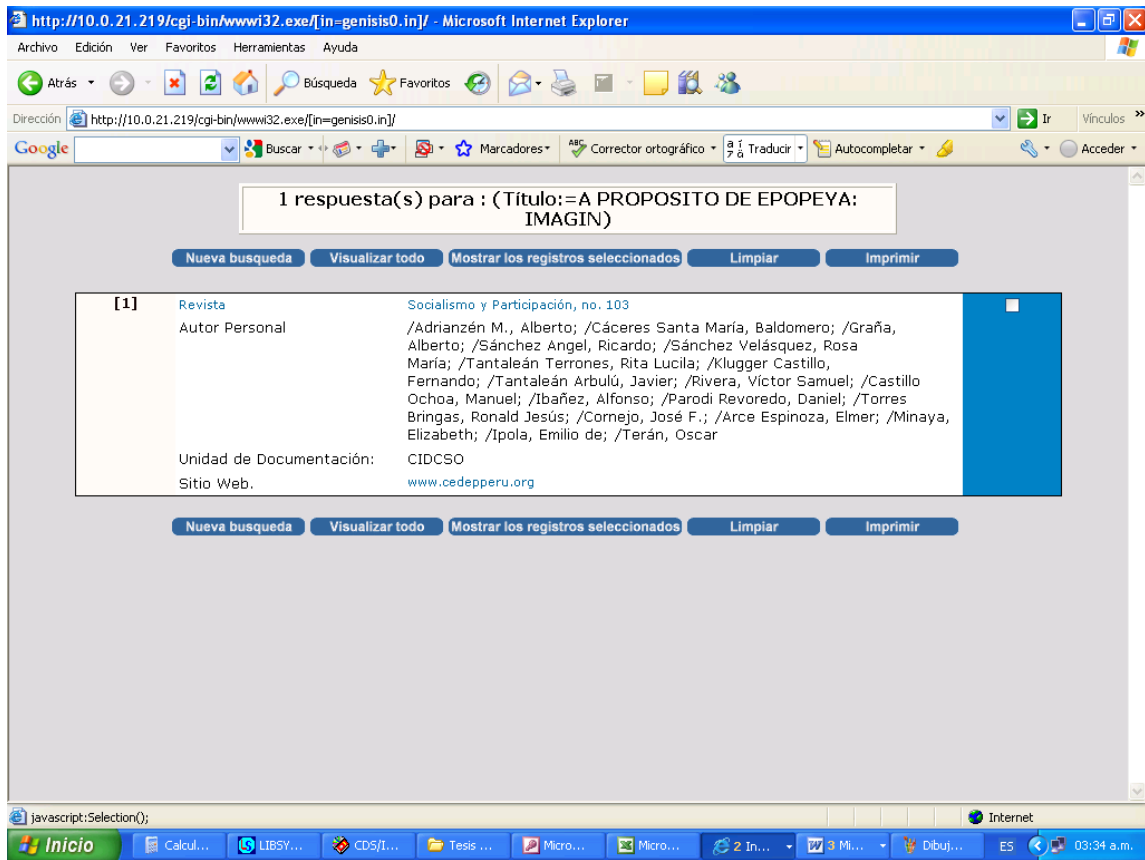 http://10.0.21.219/cgi-bin/wwwi32.exe/[in=genisis0.in]/ - Microsoft Internet Explorer
Archivo Edición Ver Favoritos Herramientas Ayuda
Atrás Búsqueda Favoritos
Dirección http://10.0.21.219/cgi-bin/wwwi32.exe/[in=genisis0.in]/ Ir Vínculos »
Google Buscar Marcadores ABC Corrector ortográfico Traducir Autocompletar Acceder
1 respuesta(s) para : (Título:=A PROPOSITO DE EPOPEYA:
IMAGIN)
Nueva busqueda Visualizar todo Mostrar los registros seleccionados Limpiar Imprimir
[1] Revista Socialismo y Participación, no. 103
Autor Personal /Adrianzén M., Alberto; /Cáceres Santa María, Baldomero; /Graña,
Alberto; /Sánchez Angel, Ricardo; /Sánchez Velásquez, Rosa
María; /Tantaleán Terrones, Rita Lucila; /Klugger Castillo,
Fernando; /Tantaleán Arbulú, Javier; /Rivera, Víctor Samuel; /Castillo
Ochoa, Manuel; /Ibañez, Alfonso; /Parodi Revoredo, Daniel; /Torres
Bringas, Ronald Jesús; /Cornejo, José F.; /Arce Espinoza, Elmer; /Minaya,
Elizabeth; /Ipola, Emilio de; /Terán, Oscar
Unidad de Documentación: CIDCSO
Sitio Web. www.cedepperu.org
Nueva busqueda Visualizar todo Mostrar los registros seleccionados Limpiar Imprimir
javascript:Selection(); Internet
Inicio Calcul... LIBSY... CDS/I... Tesis ... Micro... Micro... 2 In... 3 Mi... Dibuj... ES 03:34 a.m.